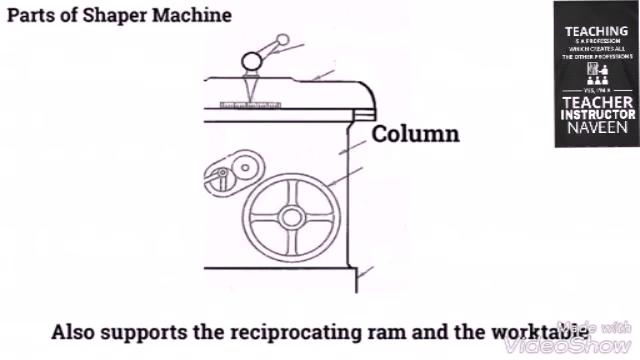 Parts of Shaper Machine
TEACHING
IS A PROFESSION
WHICH CREATES ALL
THE OTHER PROFESSIONS
YES, I'M A
TEACHER
INSTRUCTOR
NAVEEN
Column
Also supports the reciprocating ram and the worktable
Made with
VideoShow